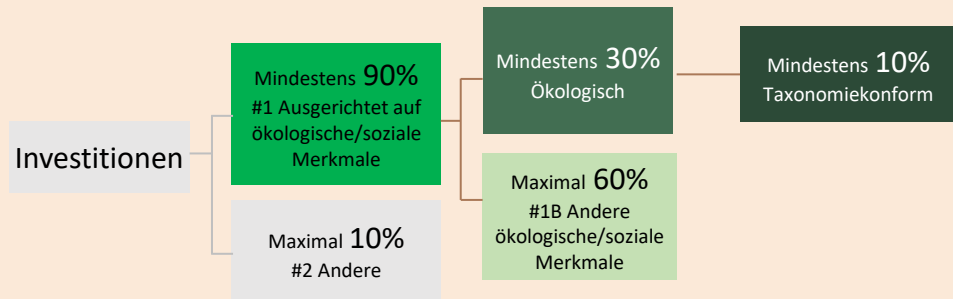 Investitionen
Mindestens 90%
#1 Ausgerichtet auf
ökologische/soziale
Merkmale
Maximal 10%
#2 Andere
Mindestens 30%
Ökologisch
Maximal 60%
#1B Andere
ökologische/soziale
Merkmale
Mindestens 10%
Taxonomiekonform